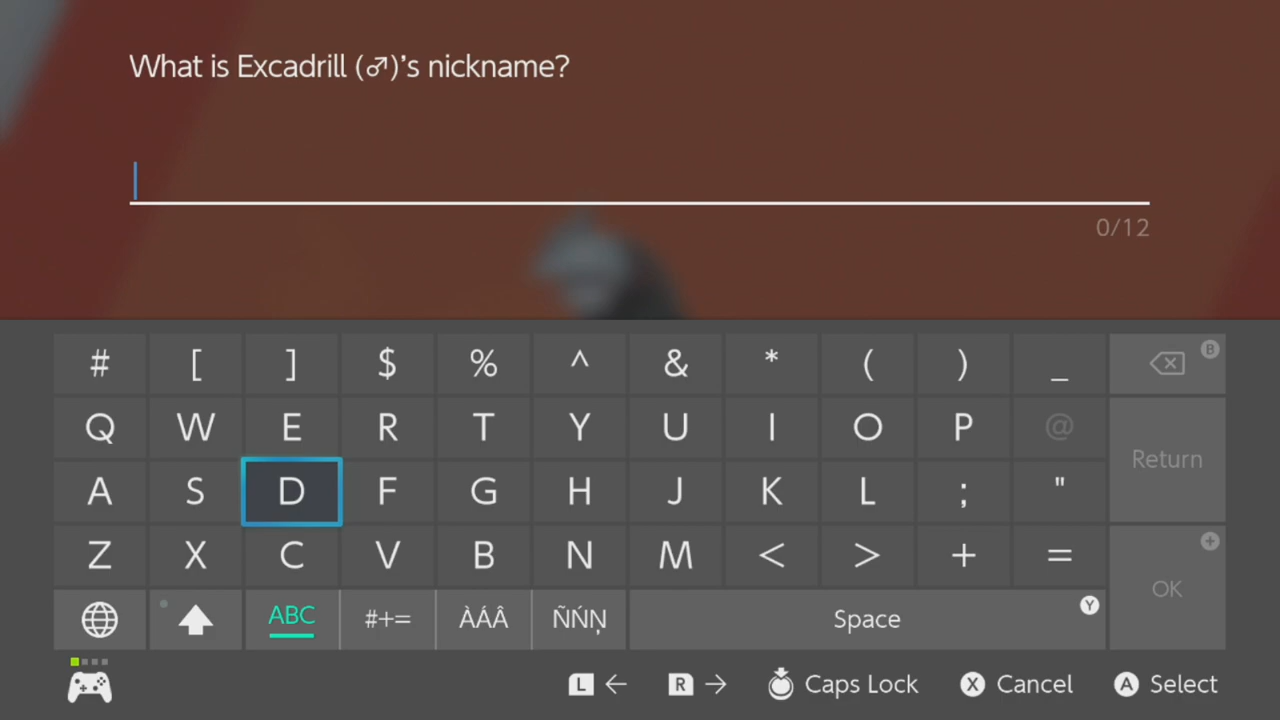 What is Excadrill (♂)'s nickname?
0/12
# [ ] $ % ^ & * ( ) _ B
Q W E R T Y U I O P @ Return
A S D F G H J K L ; "
Z X C V B N M < > + = + OK
ABC #+= ÀÁÂ ÑŃŅ Space Y
L ← R → Caps Lock X Cancel A Select